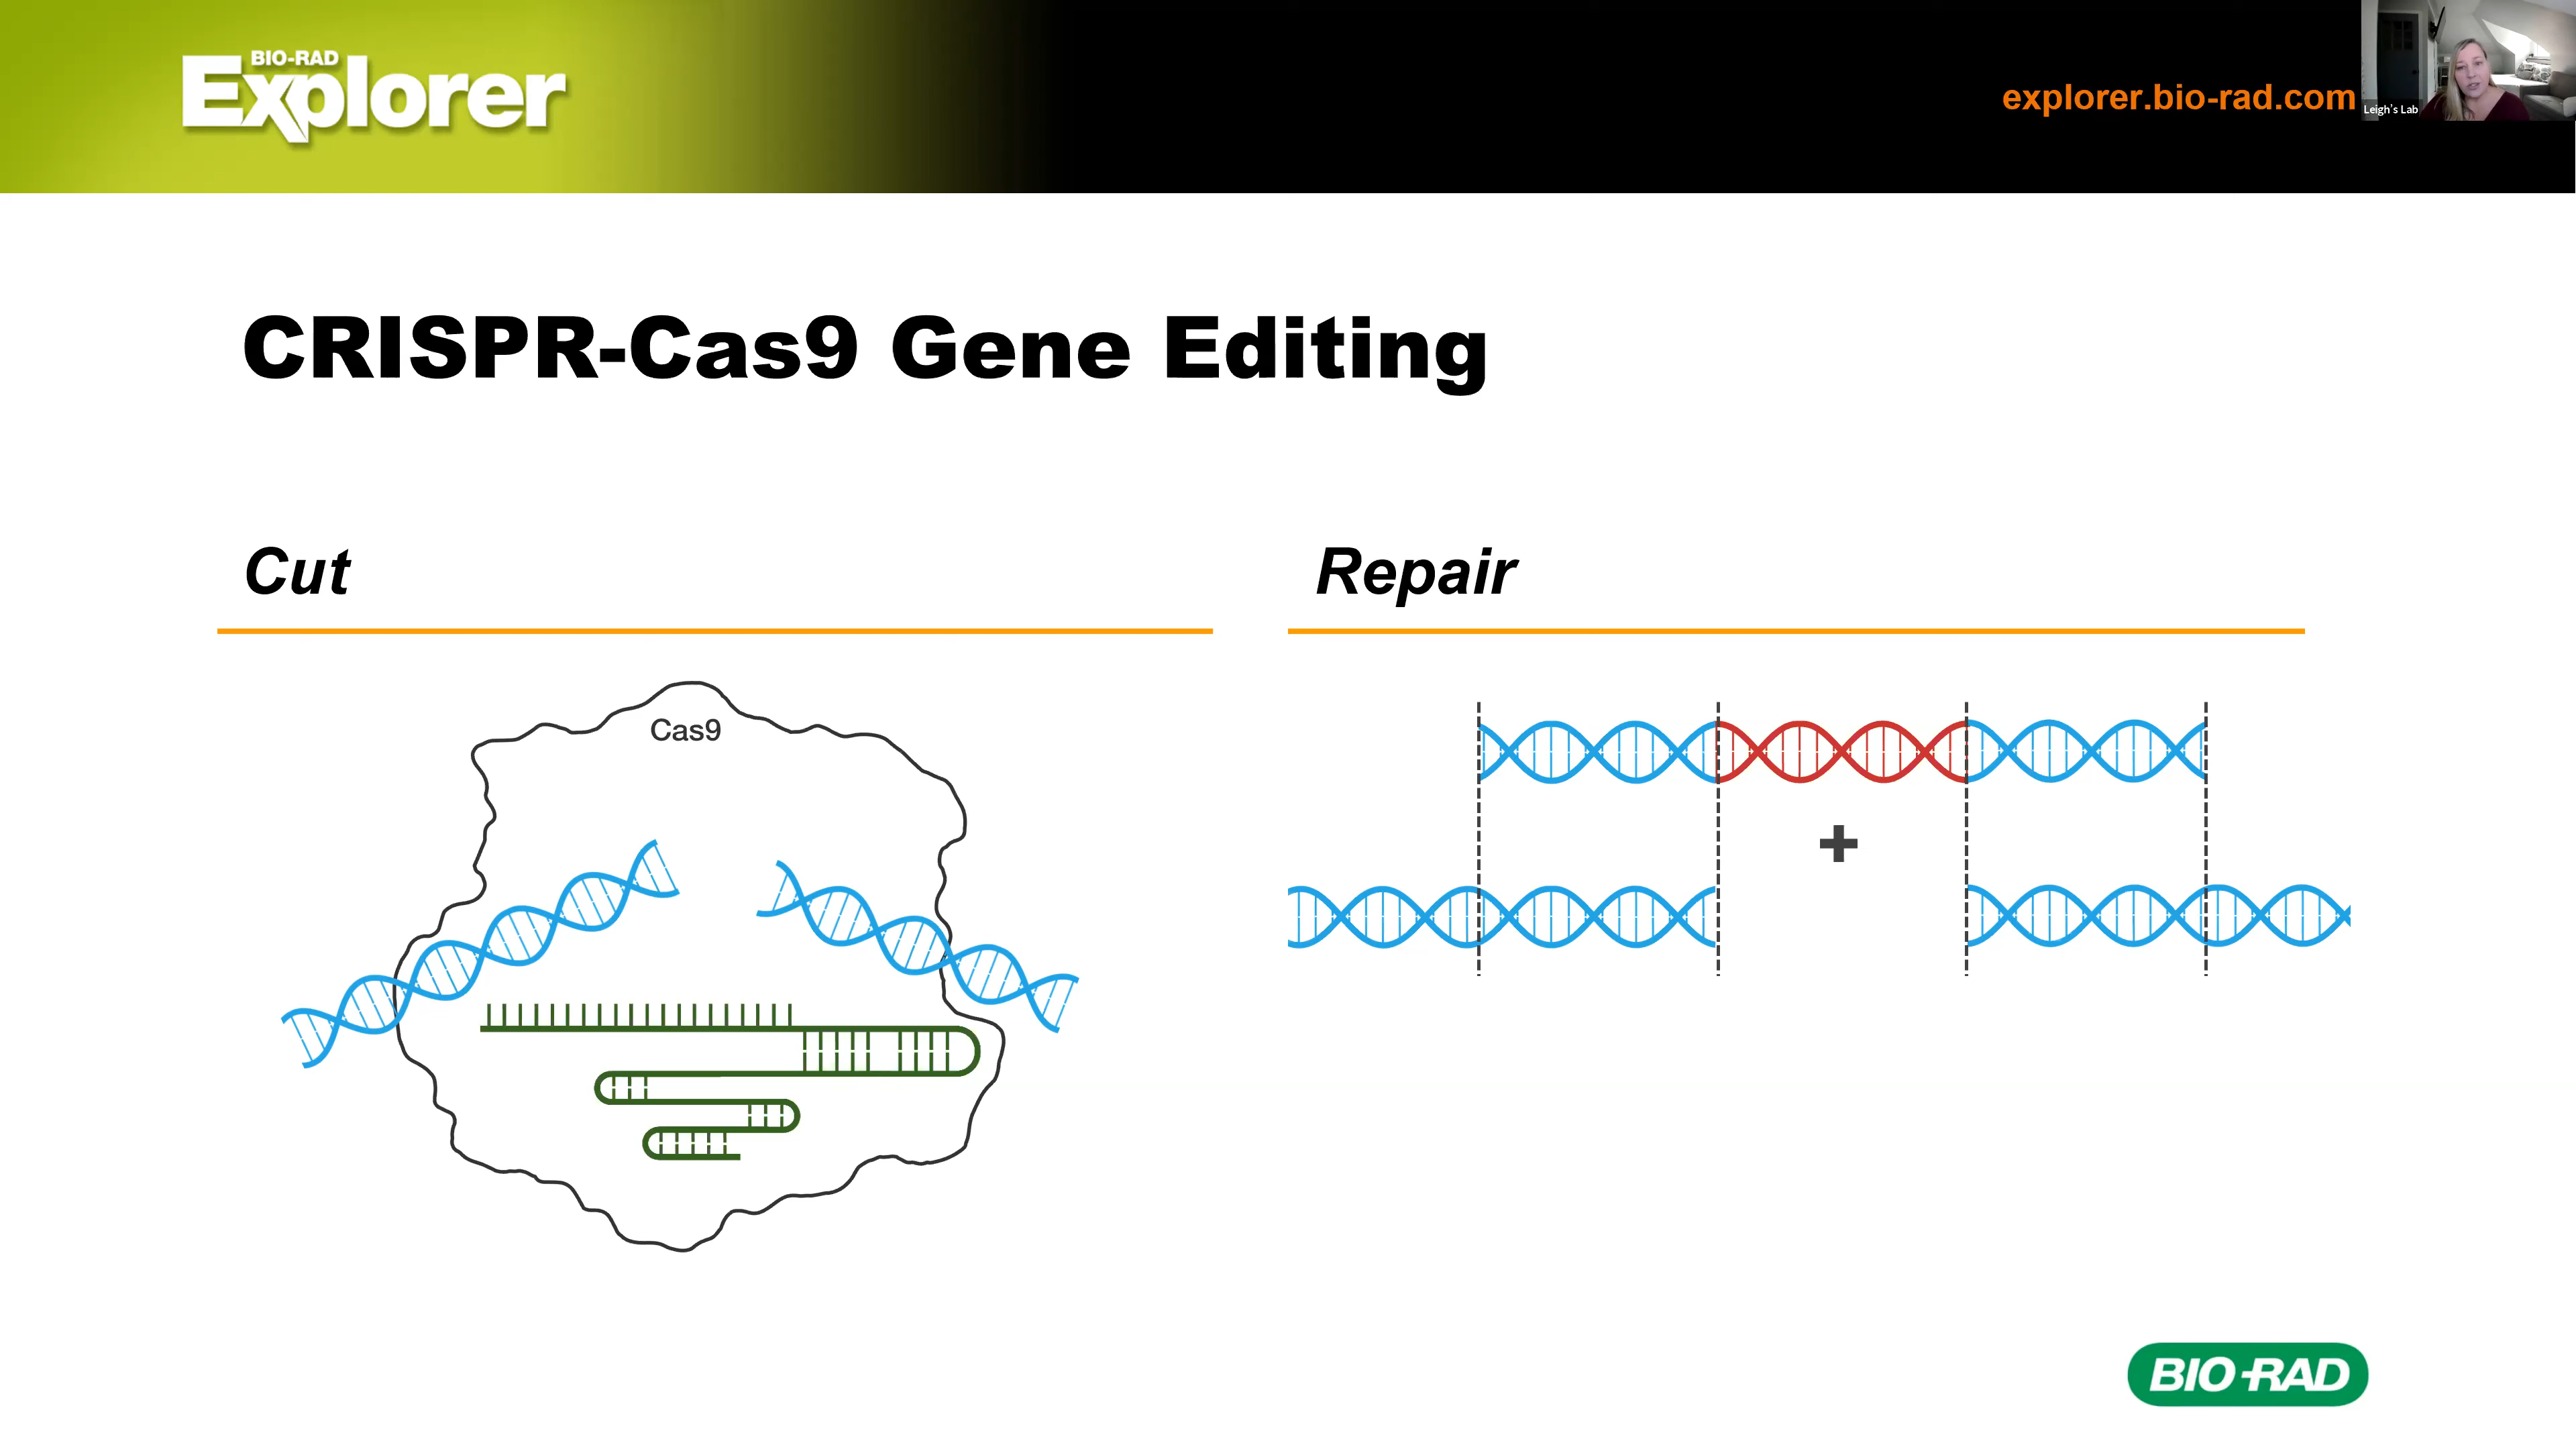 BIO-RAD
Explorer
explorer.bio-rad.com
Leigh's Lab
CRISPR-Cas9 Gene Editing
Cut
Repair
Cas9
+
BIO-RAD